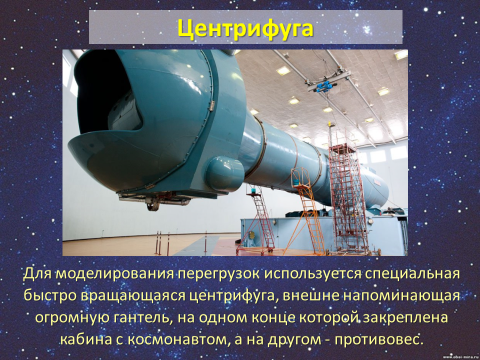 Центрифуга
Для моделирования перегрузок используется специальная
быстро вращающаяся центрифуга, внешне напоминающая
огромную гантель, на одном конце которой закреплена
кабина с космонавтом, а на другом - противовес.